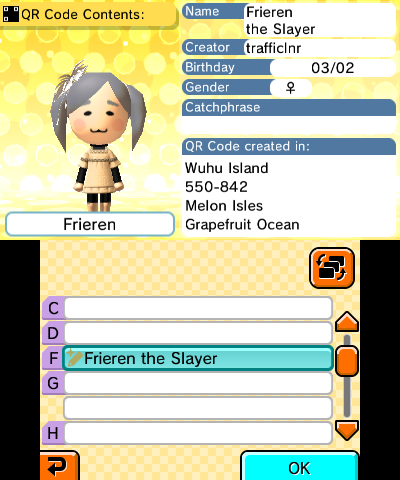 QR Code Contents:
Frieren
Name Frieren
the Slayer
Creator trafficlnr
Birthday 03/02
Gender ♀
Catchphrase
QR Code created in:
Wuhu Island
550-842
Melon Isles
Grapefruit Ocean
C
D
F Frieren the Slayer
G
H
OK